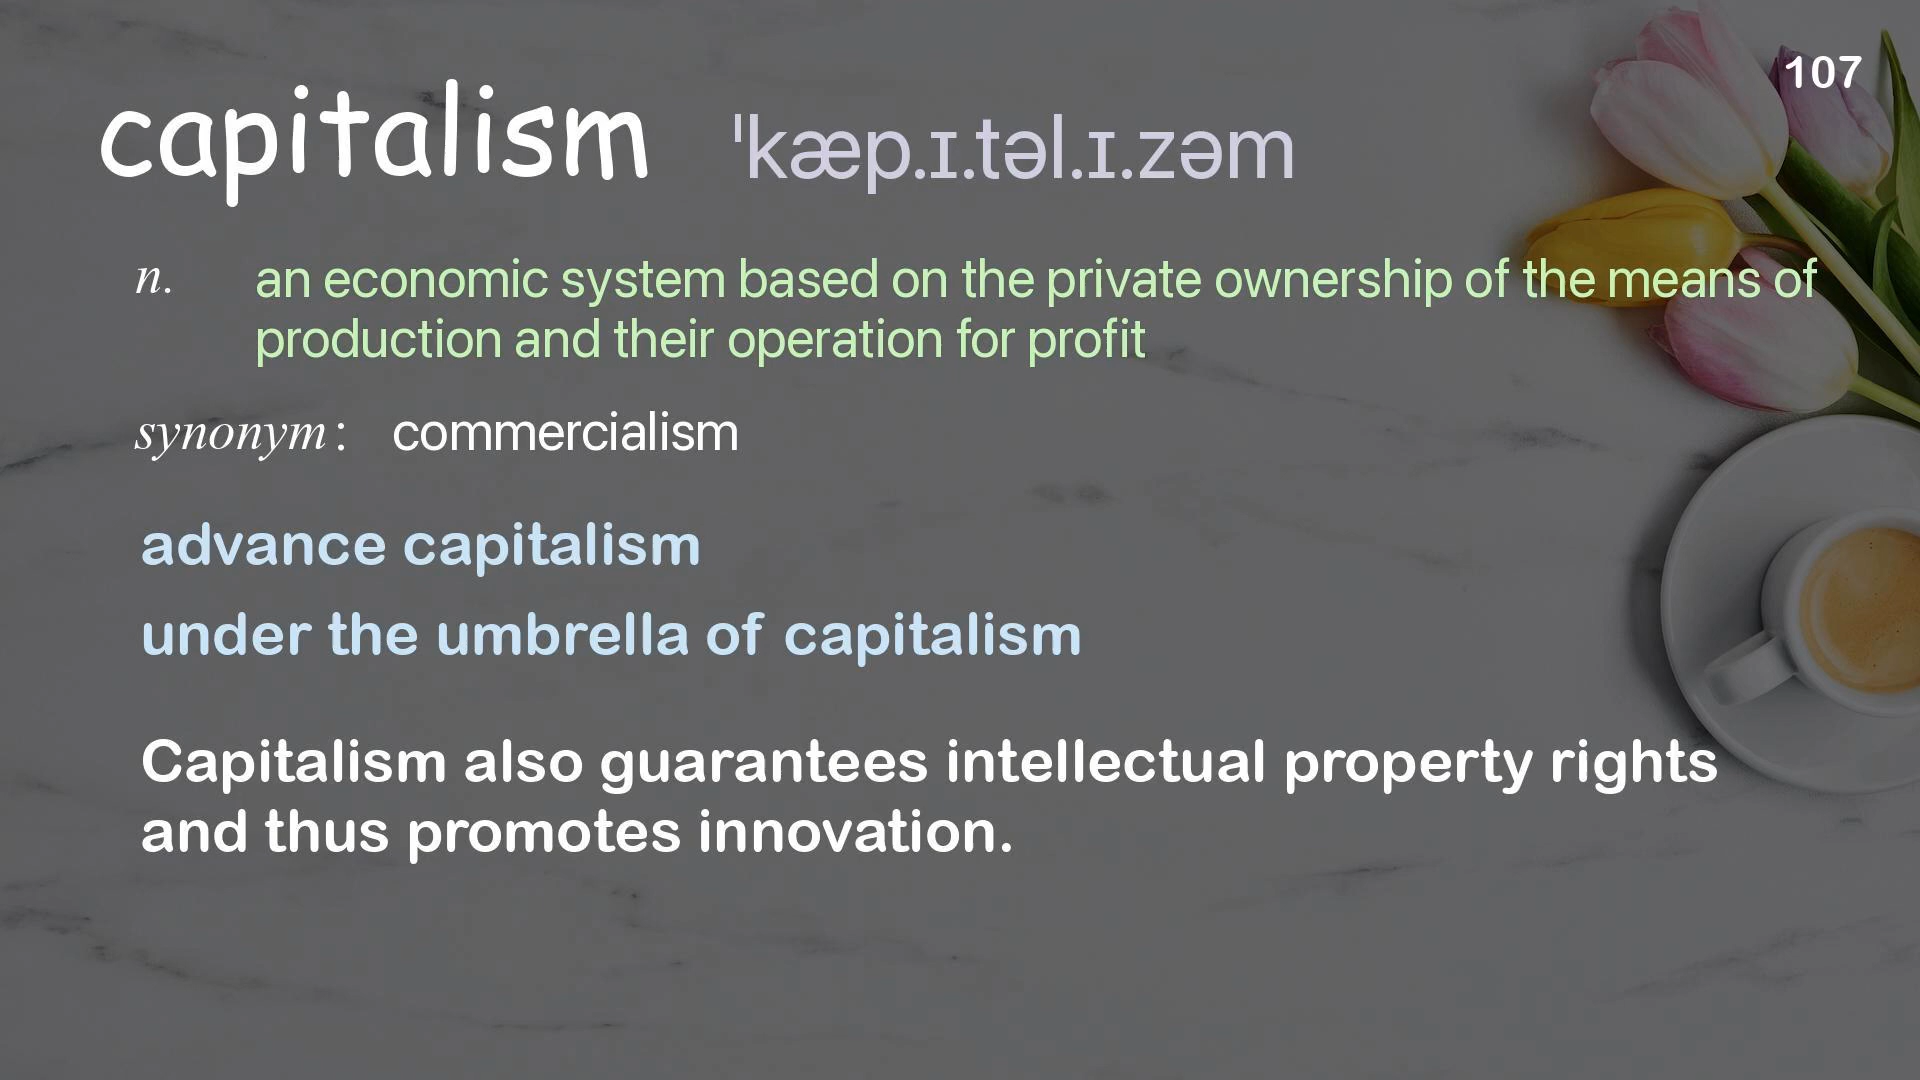 107
capitalism ˈkæp.ɪ.təl.ɪ.zəm
n. an economic system based on the private ownership of the means of
production and their operation for profit
synonym: commercialism
advance capitalism
under the umbrella of capitalism
Capitalism also guarantees intellectual property rights
and thus promotes innovation.